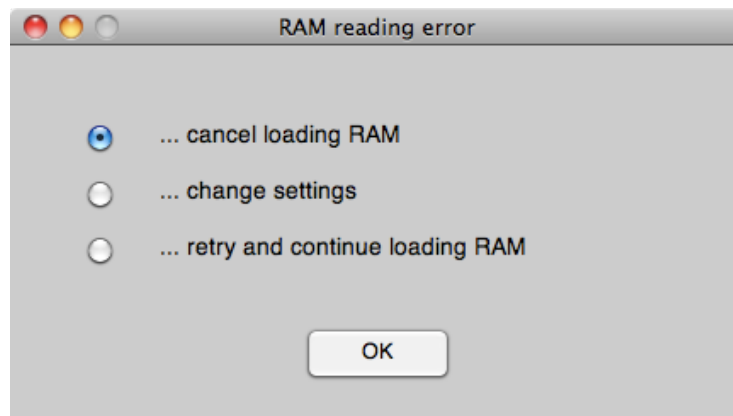 RAM reading error
... cancel loading RAM
... change settings
... retry and continue loading RAM
OK